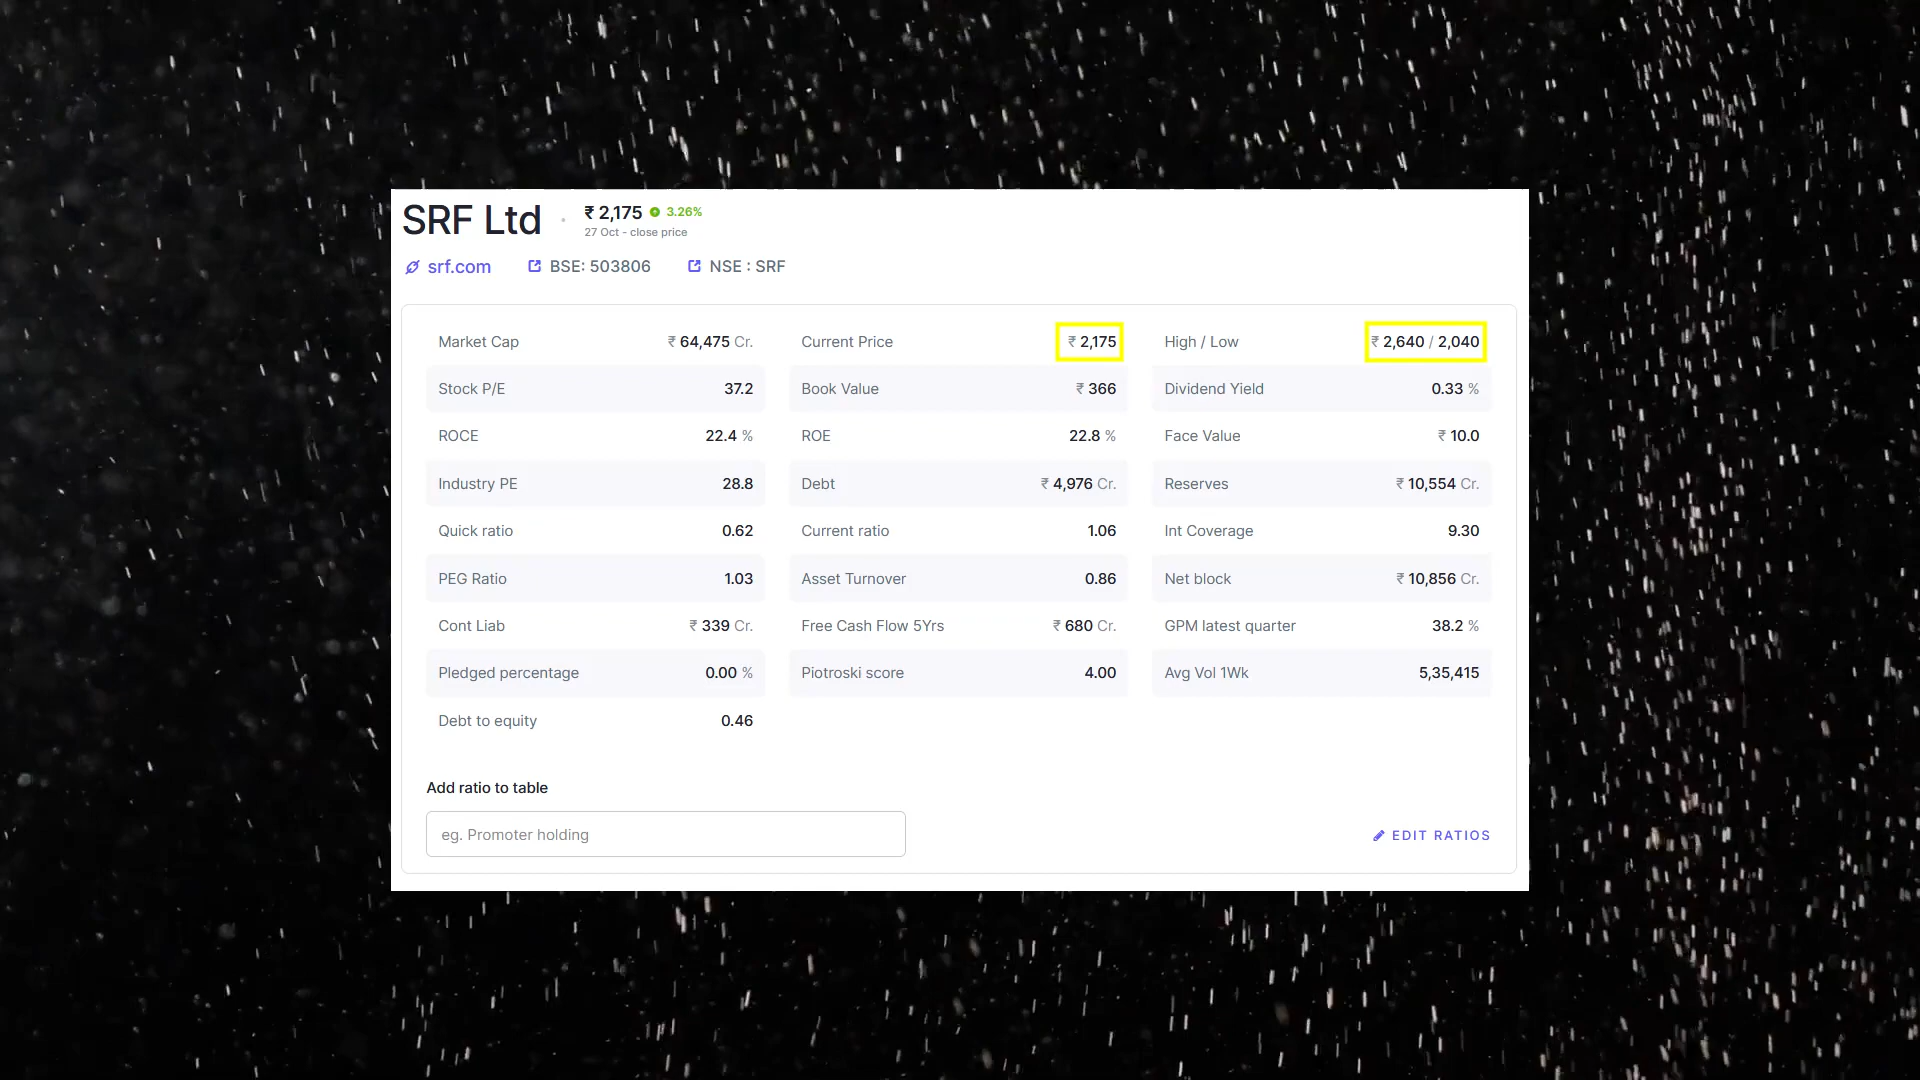 SRF Ltd · ₹ 2,175 3.26%
27 Oct - close price
srf.com BSE: 503806 NSE : SRF
Market Cap ₹ 64,475 Cr. Current Price ₹ 2,175 High / Low ₹ 2,640 / 2,040
Stock P/E 37.2 Book Value ₹ 366 Dividend Yield 0.33 %
ROCE 22.4 % ROE 22.8 % Face Value ₹ 10.0
Industry PE 28.8 Debt ₹ 4,976 Cr. Reserves ₹ 10,554 Cr.
Quick ratio 0.62 Current ratio 1.06 Int Coverage 9.30
PEG Ratio 1.03 Asset Turnover 0.86 Net block ₹ 10,856 Cr.
Cont Liab ₹ 339 Cr. Free Cash Flow 5Yrs ₹ 680 Cr. GPM latest quarter 38.2 %
Pledged percentage 0.00 % Piotroski score 4.00 Avg Vol 1Wk 5,35,415
Debt to equity 0.46
Add ratio to table
eg. Promoter holding EDIT RATIOS